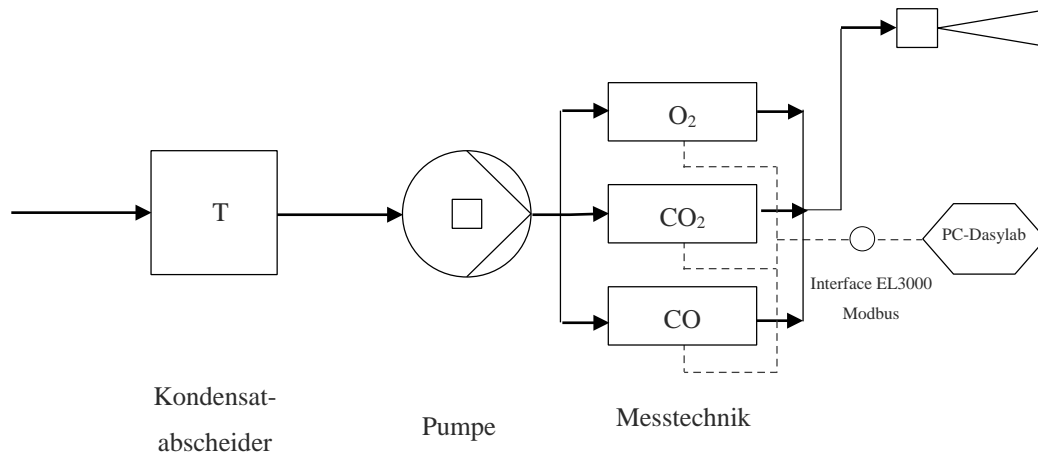 O₂
T
CO₂
PC-Dasylab
Interface EL3000
Modbus
CO
Kondensat-
abscheider
Pumpe
Messtechnik